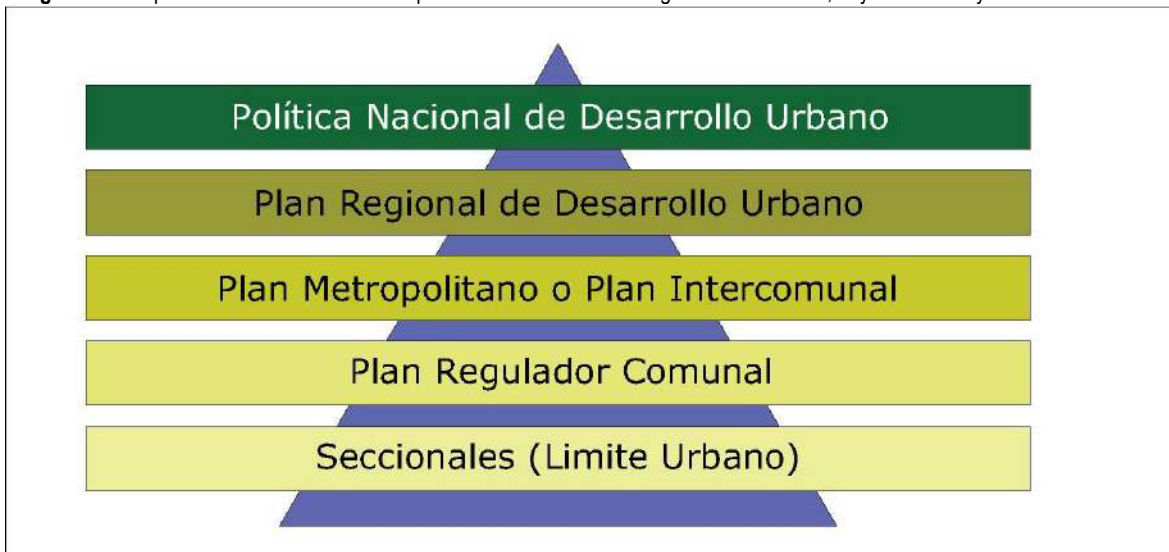 Política Nacional de Desarrollo Urbano
Plan Regional de Desarrollo Urbano
Plan Metropolitano o Plan Intercomunal
Plan Regulador Comunal
Seccionales (Limite Urbano)